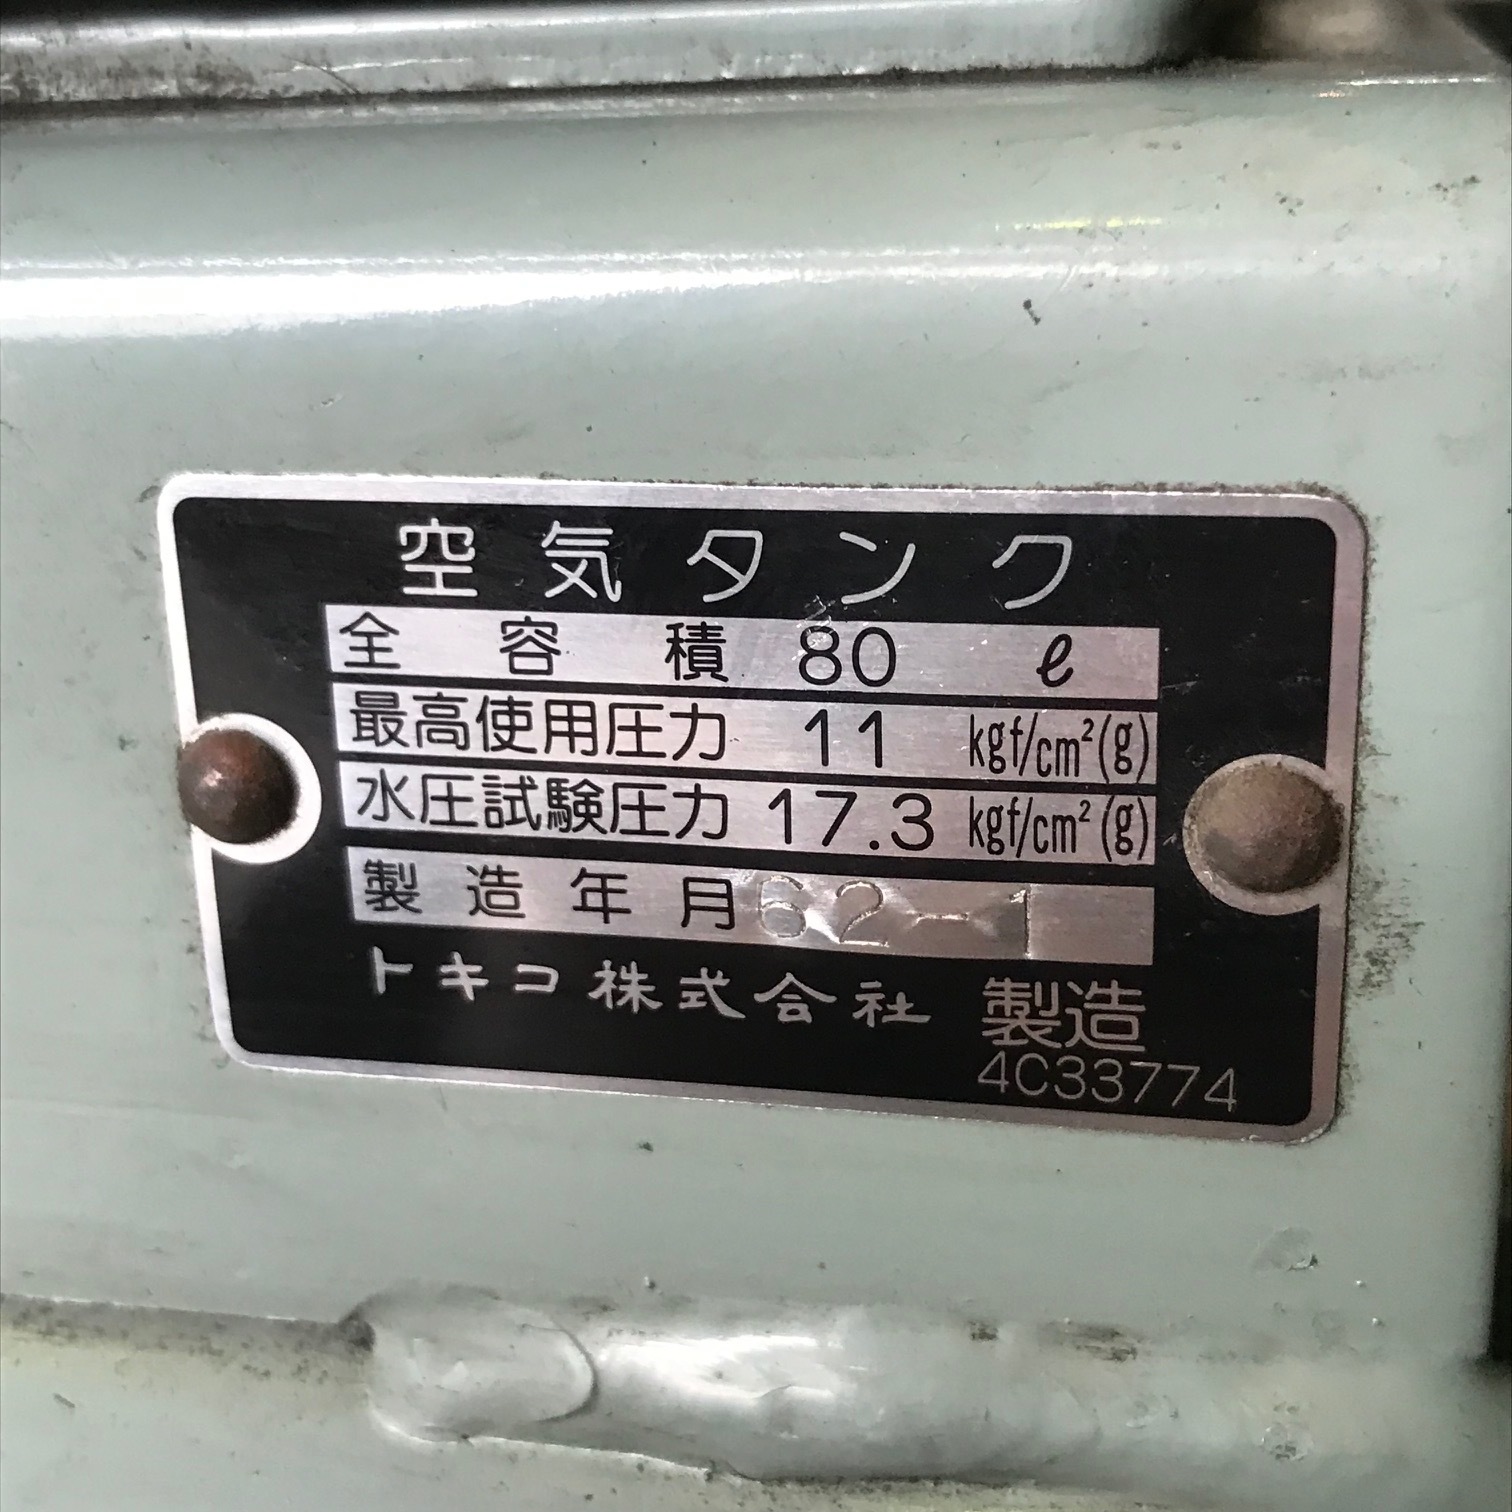 空気タンク
全容積 80 ℓ
最高使用圧力 11 kgf/cm²(g)
水圧試験圧力 17.3 kgf/cm²(g)
製造年月 62-1
トキコ株式会社 製造
4C33774